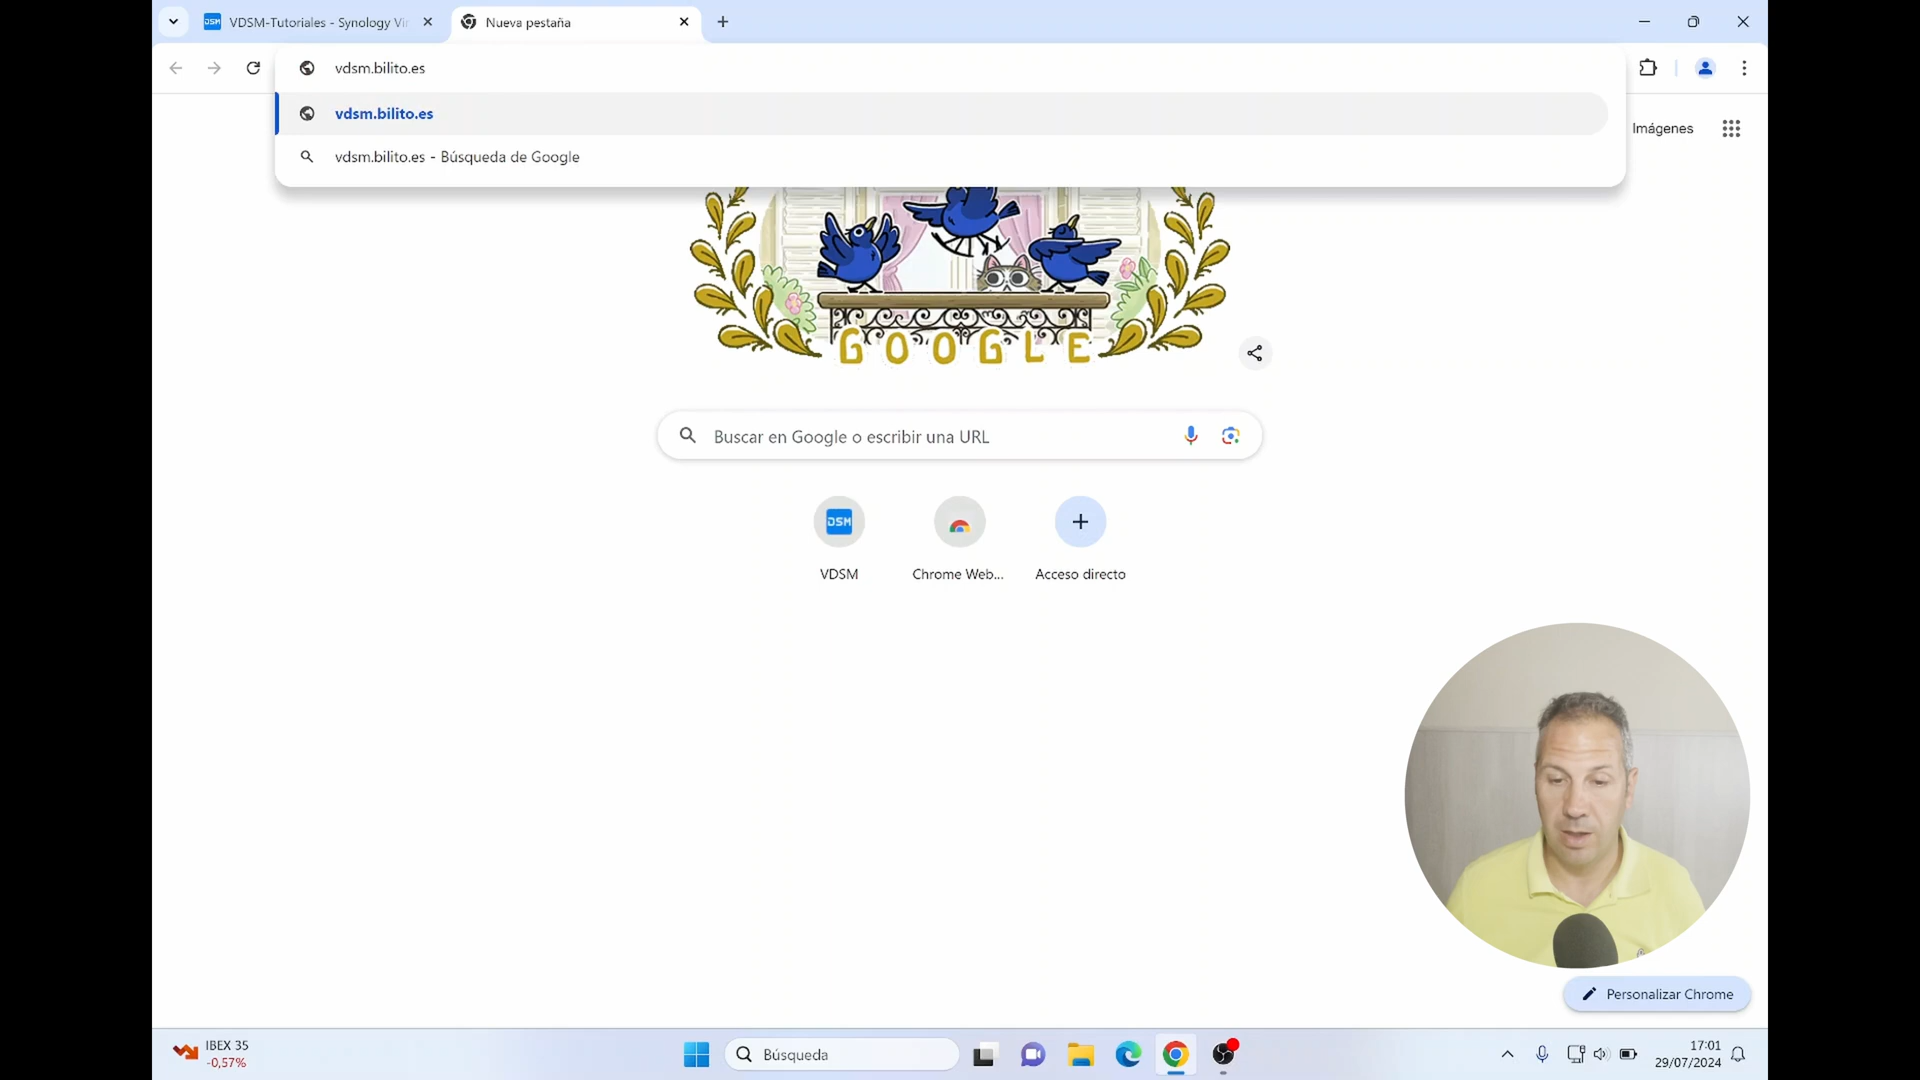 DSM VDSM-Tutoriales - Synology Vir
Nueva pestaña
vdsm.bilito.es
vdsm.bilito.es
vdsm.bilito.es - Búsqueda de Google
Imágenes
GOOGLE
Buscar en Google o escribir una URL
DSM
VDSM
Chrome Web...
Acceso directo
Personalizar Chrome
IBEX 35
-0,57%
Búsqueda
17:01
29/07/2024